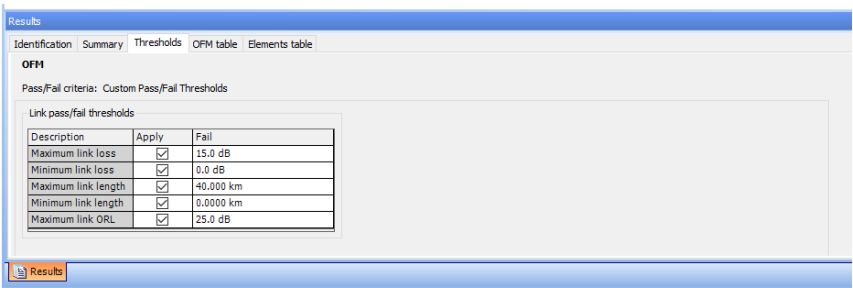 Results
Identification Summary Thresholds OFM table Elements table
OFM
Pass/Fail criteria: Custom Pass/Fail Thresholds
Link pass/fail thresholds
Description Apply Fail
Maximum link loss 15.0 dB
Minimum link loss 0.0 dB
Maximum link length 40.000 km
Minimum link length 0.0000 km
Maximum link ORL 25.0 dB
Results